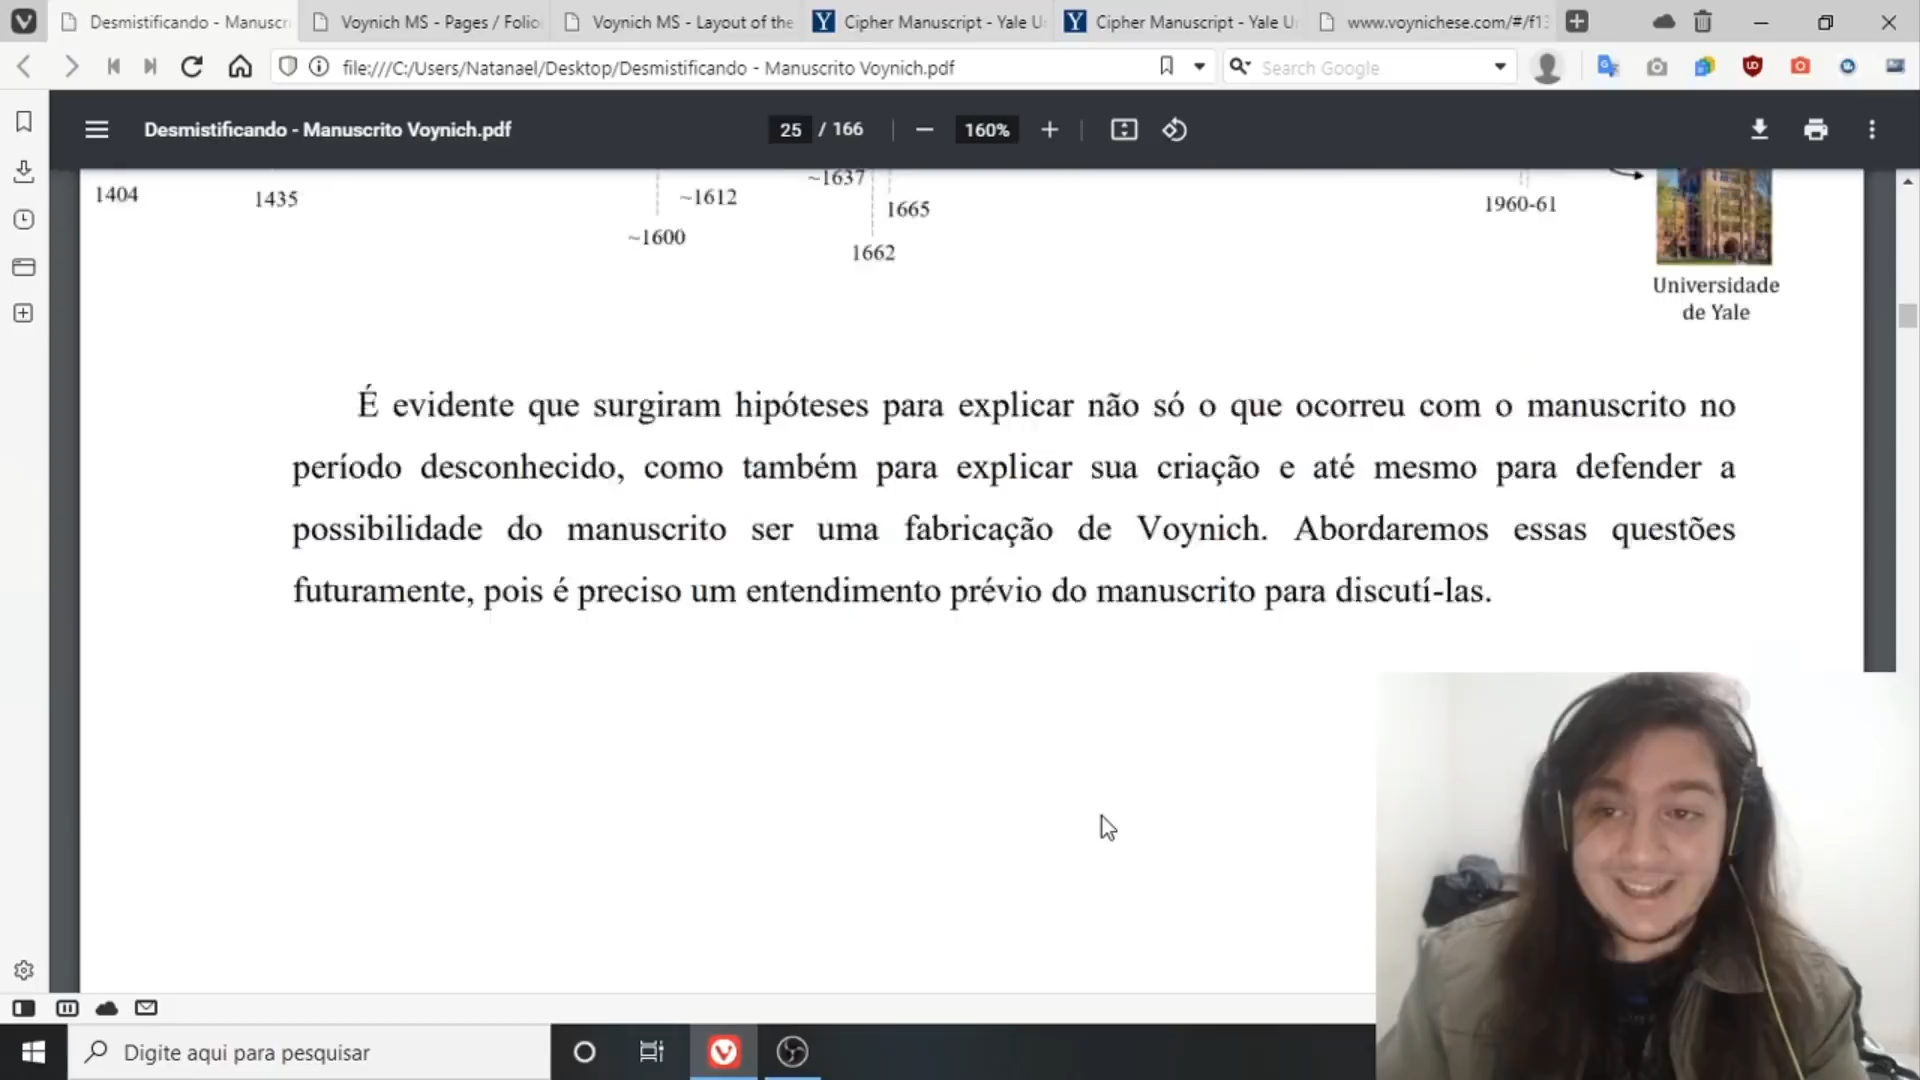 Desmistificando - Manuscri
Voynich MS - Pages / Folio
Voynich MS - Layout of the
Cipher Manuscript - Yale U
Cipher Manuscript - Yale U
www.voynichese.com/#/f13
file:///C:/Users/Natanael/Desktop/Desmistificando - Manuscrito Voynich.pdf
Search Google
Desmistificando - Manuscrito Voynich.pdf
25 / 166
160%
1404
1435
~1600
~1612
~1637
1662
1665
1960-61
Universidade
de Yale
É evidente que surgiram hipóteses para explicar não só o que ocorreu com o manuscrito no
período desconhecido, como também para explicar sua criação e até mesmo para defender a
possibilidade do manuscrito ser uma fabricação de Voynich. Abordaremos essas questões
futuramente, pois é preciso um entendimento prévio do manuscrito para discutí-las.
Digite aqui para pesquisar